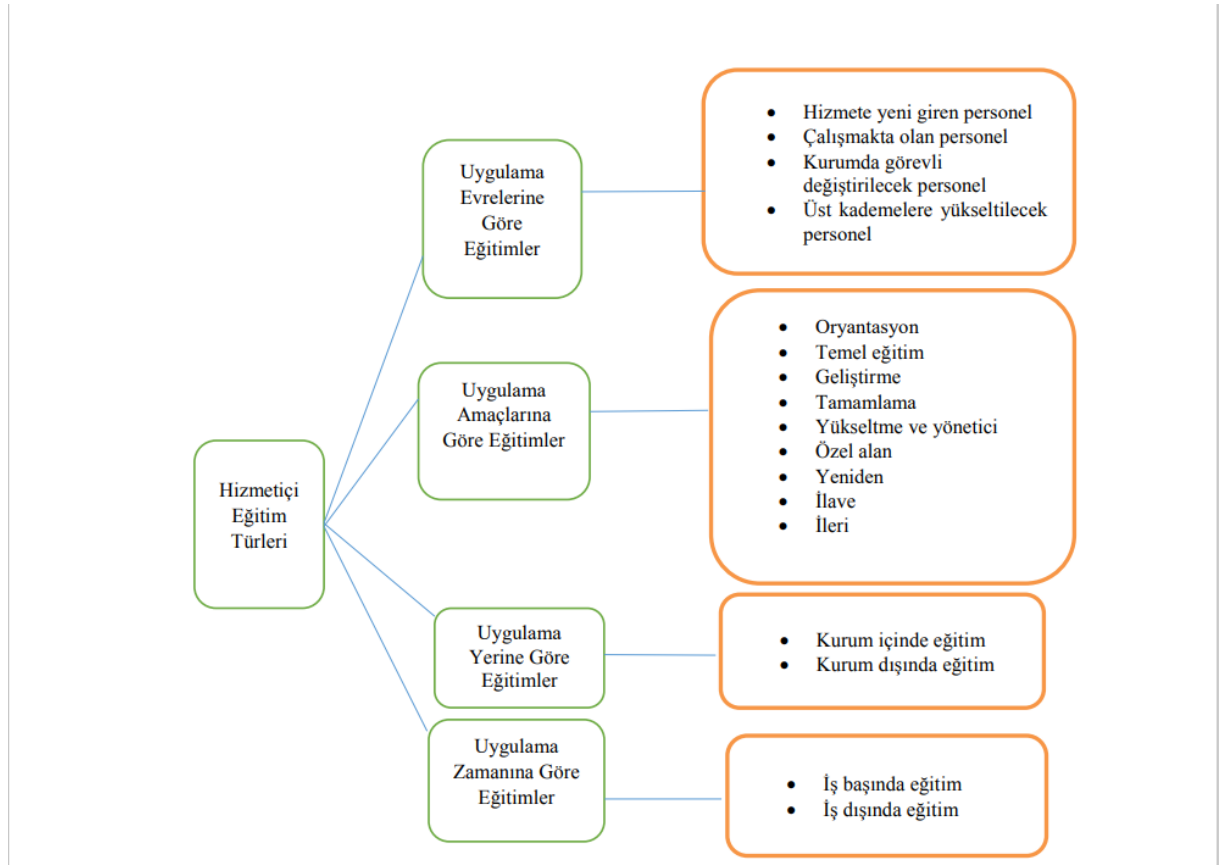 Hizmetiçi
Eğitim
Türleri
Uygulama
Evrelerine
Göre
Eğitimler
• Hizmete yeni giren personel
• Çalışmakta olan personel
• Kurumda görevli
değiştirilecek personel
• Üst kademelere yükseltilecek
personel
Uygulama
Amaçlarına
Göre Eğitimler
• Oryantasyon
• Temel eğitim
• Geliştirme
• Tamamlama
• Yükseltme ve yönetici
• Özel alan
• Yeniden
• İlave
• İleri
Uygulama
Yerine Göre
Eğitimler
• Kurum içinde eğitim
• Kurum dışında eğitim
Uygulama
Zamanına Göre
Eğitimler
• İş başında eğitim
• İş dışında eğitim